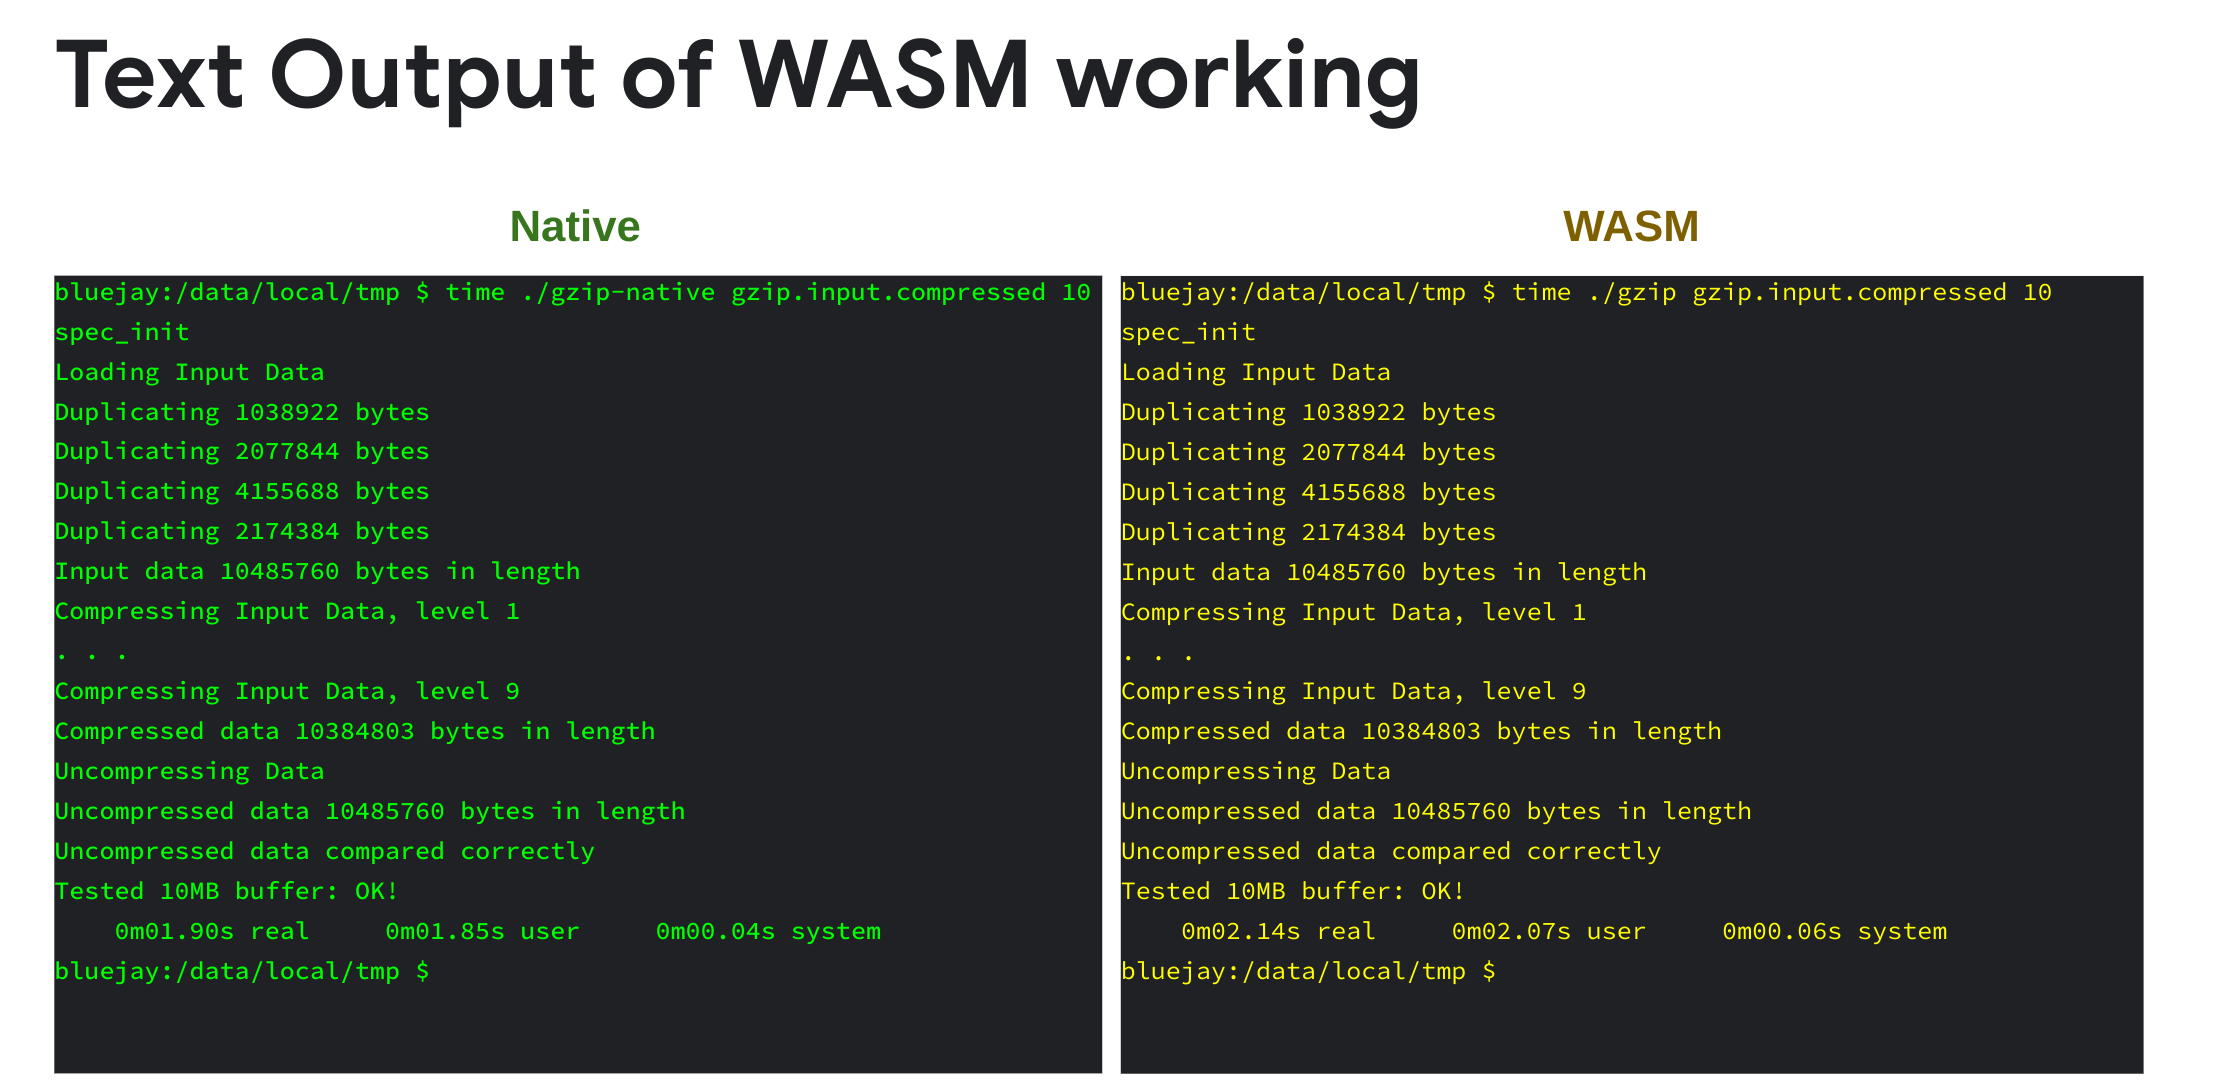 Text Output of WASM working
Native
bluejay:/data/local/tmp $ time ./gzip-native gzip.input.compressed 10
spec_init
Loading Input Data
Duplicating 1038922 bytes
Duplicating 2077844 bytes
Duplicating 4155688 bytes
Duplicating 2174384 bytes
Input data 10485760 bytes in length
Compressing Input Data, level 1
. . .
Compressing Input Data, level 9
Compressed data 10384803 bytes in length
Uncompressing Data
Uncompressed data 10485760 bytes in length
Uncompressed data compared correctly
Tested 10MB buffer: OK!
    0m01.90s real     0m01.85s user     0m00.04s system
bluejay:/data/local/tmp $
WASM
bluejay:/data/local/tmp $ time ./gzip gzip.input.compressed 10
spec_init
Loading Input Data
Duplicating 1038922 bytes
Duplicating 2077844 bytes
Duplicating 4155688 bytes
Duplicating 2174384 bytes
Input data 10485760 bytes in length
Compressing Input Data, level 1
. . .
Compressing Input Data, level 9
Compressed data 10384803 bytes in length
Uncompressing Data
Uncompressed data 10485760 bytes in length
Uncompressed data compared correctly
Tested 10MB buffer: OK!
    0m02.14s real     0m02.07s user     0m00.06s system
bluejay:/data/local/tmp $